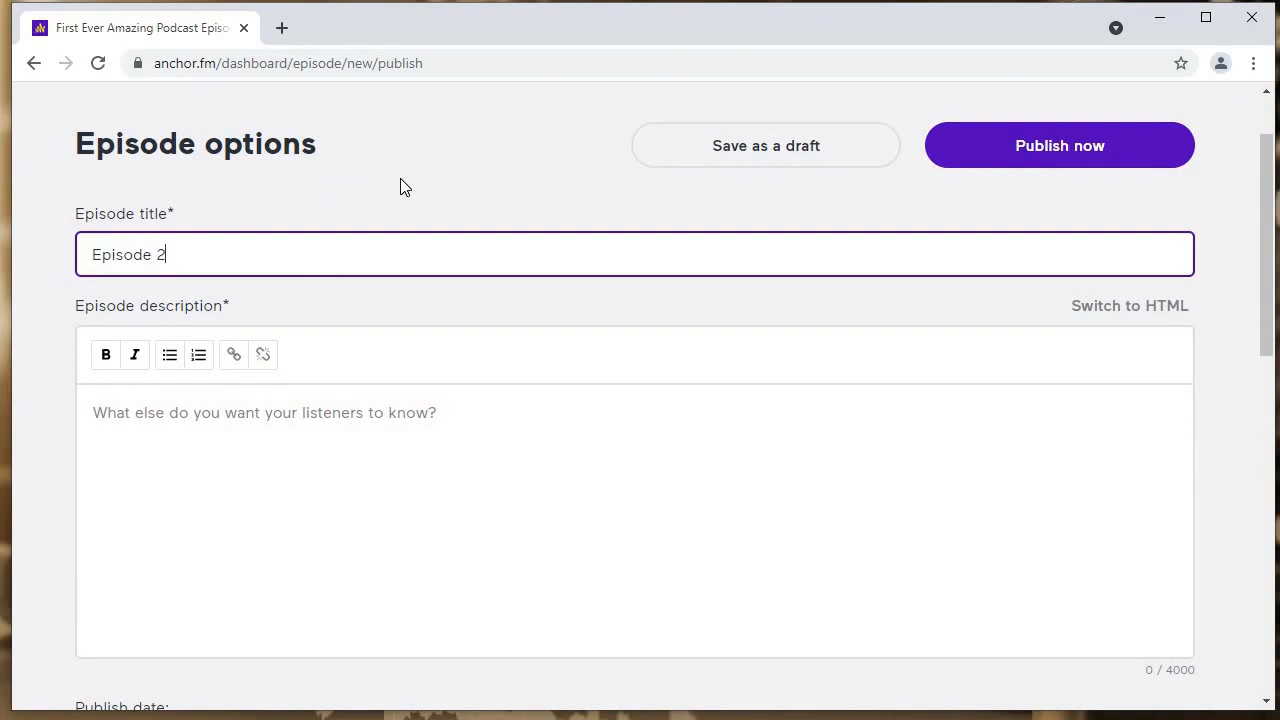 First Ever Amazing Podcast Episo
anchor.fm/dashboard/episode/new/publish
Episode options
Save as a draft
Publish now
Episode title*
Episode 2
Episode description*
Switch to HTML
B I
What else do you want your listeners to know?
0 / 4000
Publish date: